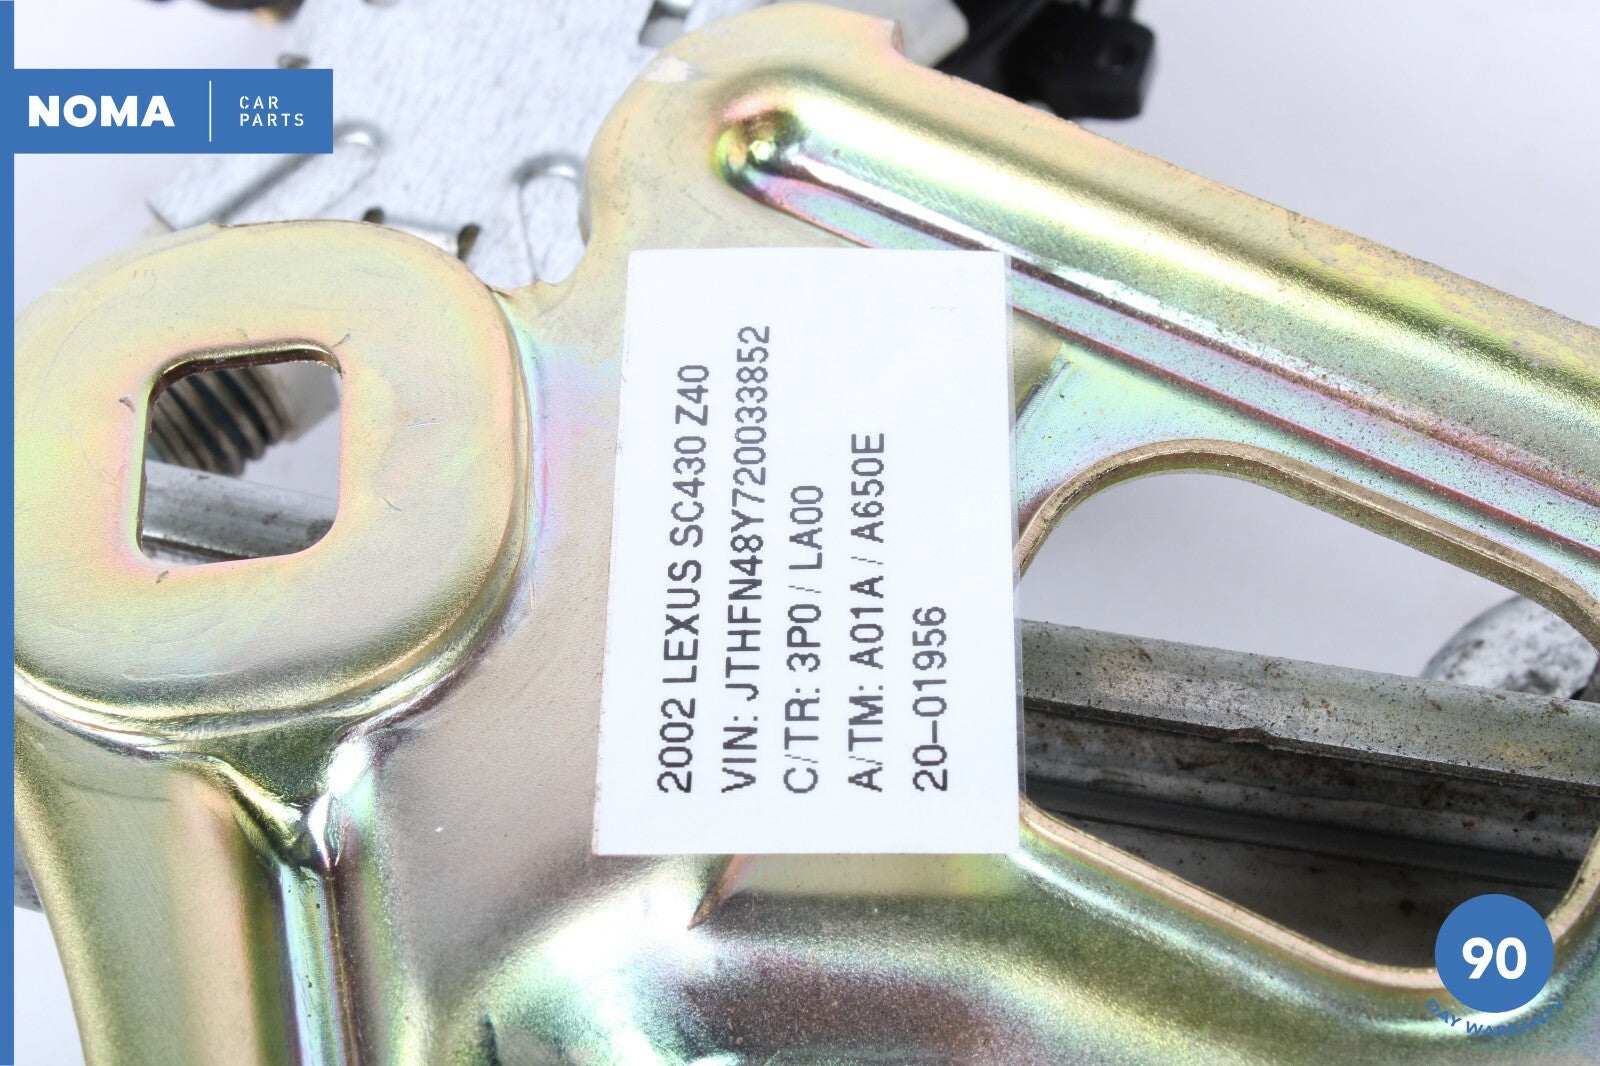 NOMA
CAR
PARTS
2002 LEXUS SC430 Z40
VIN: JTHFN48Y720033852
C/TR: 3P0 / LA00
A/TM: A01A / A650E
20-01956
90
DAY WARRANTY